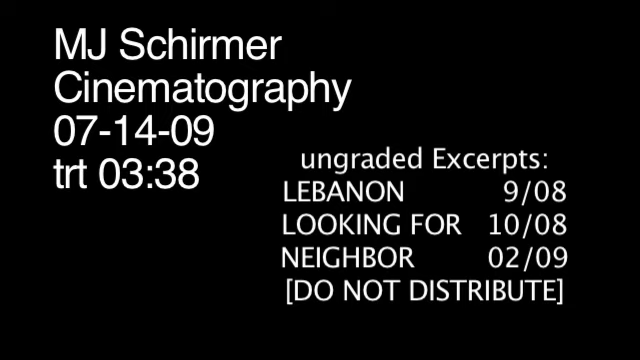 MJ Schirmer
Cinematography
07-14-09
trt 03:38
ungraded Excerpts:
LEBANON 9/08
LOOKING FOR 10/08
NEIGHBOR 02/09
[DO NOT DISTRIBUTE]